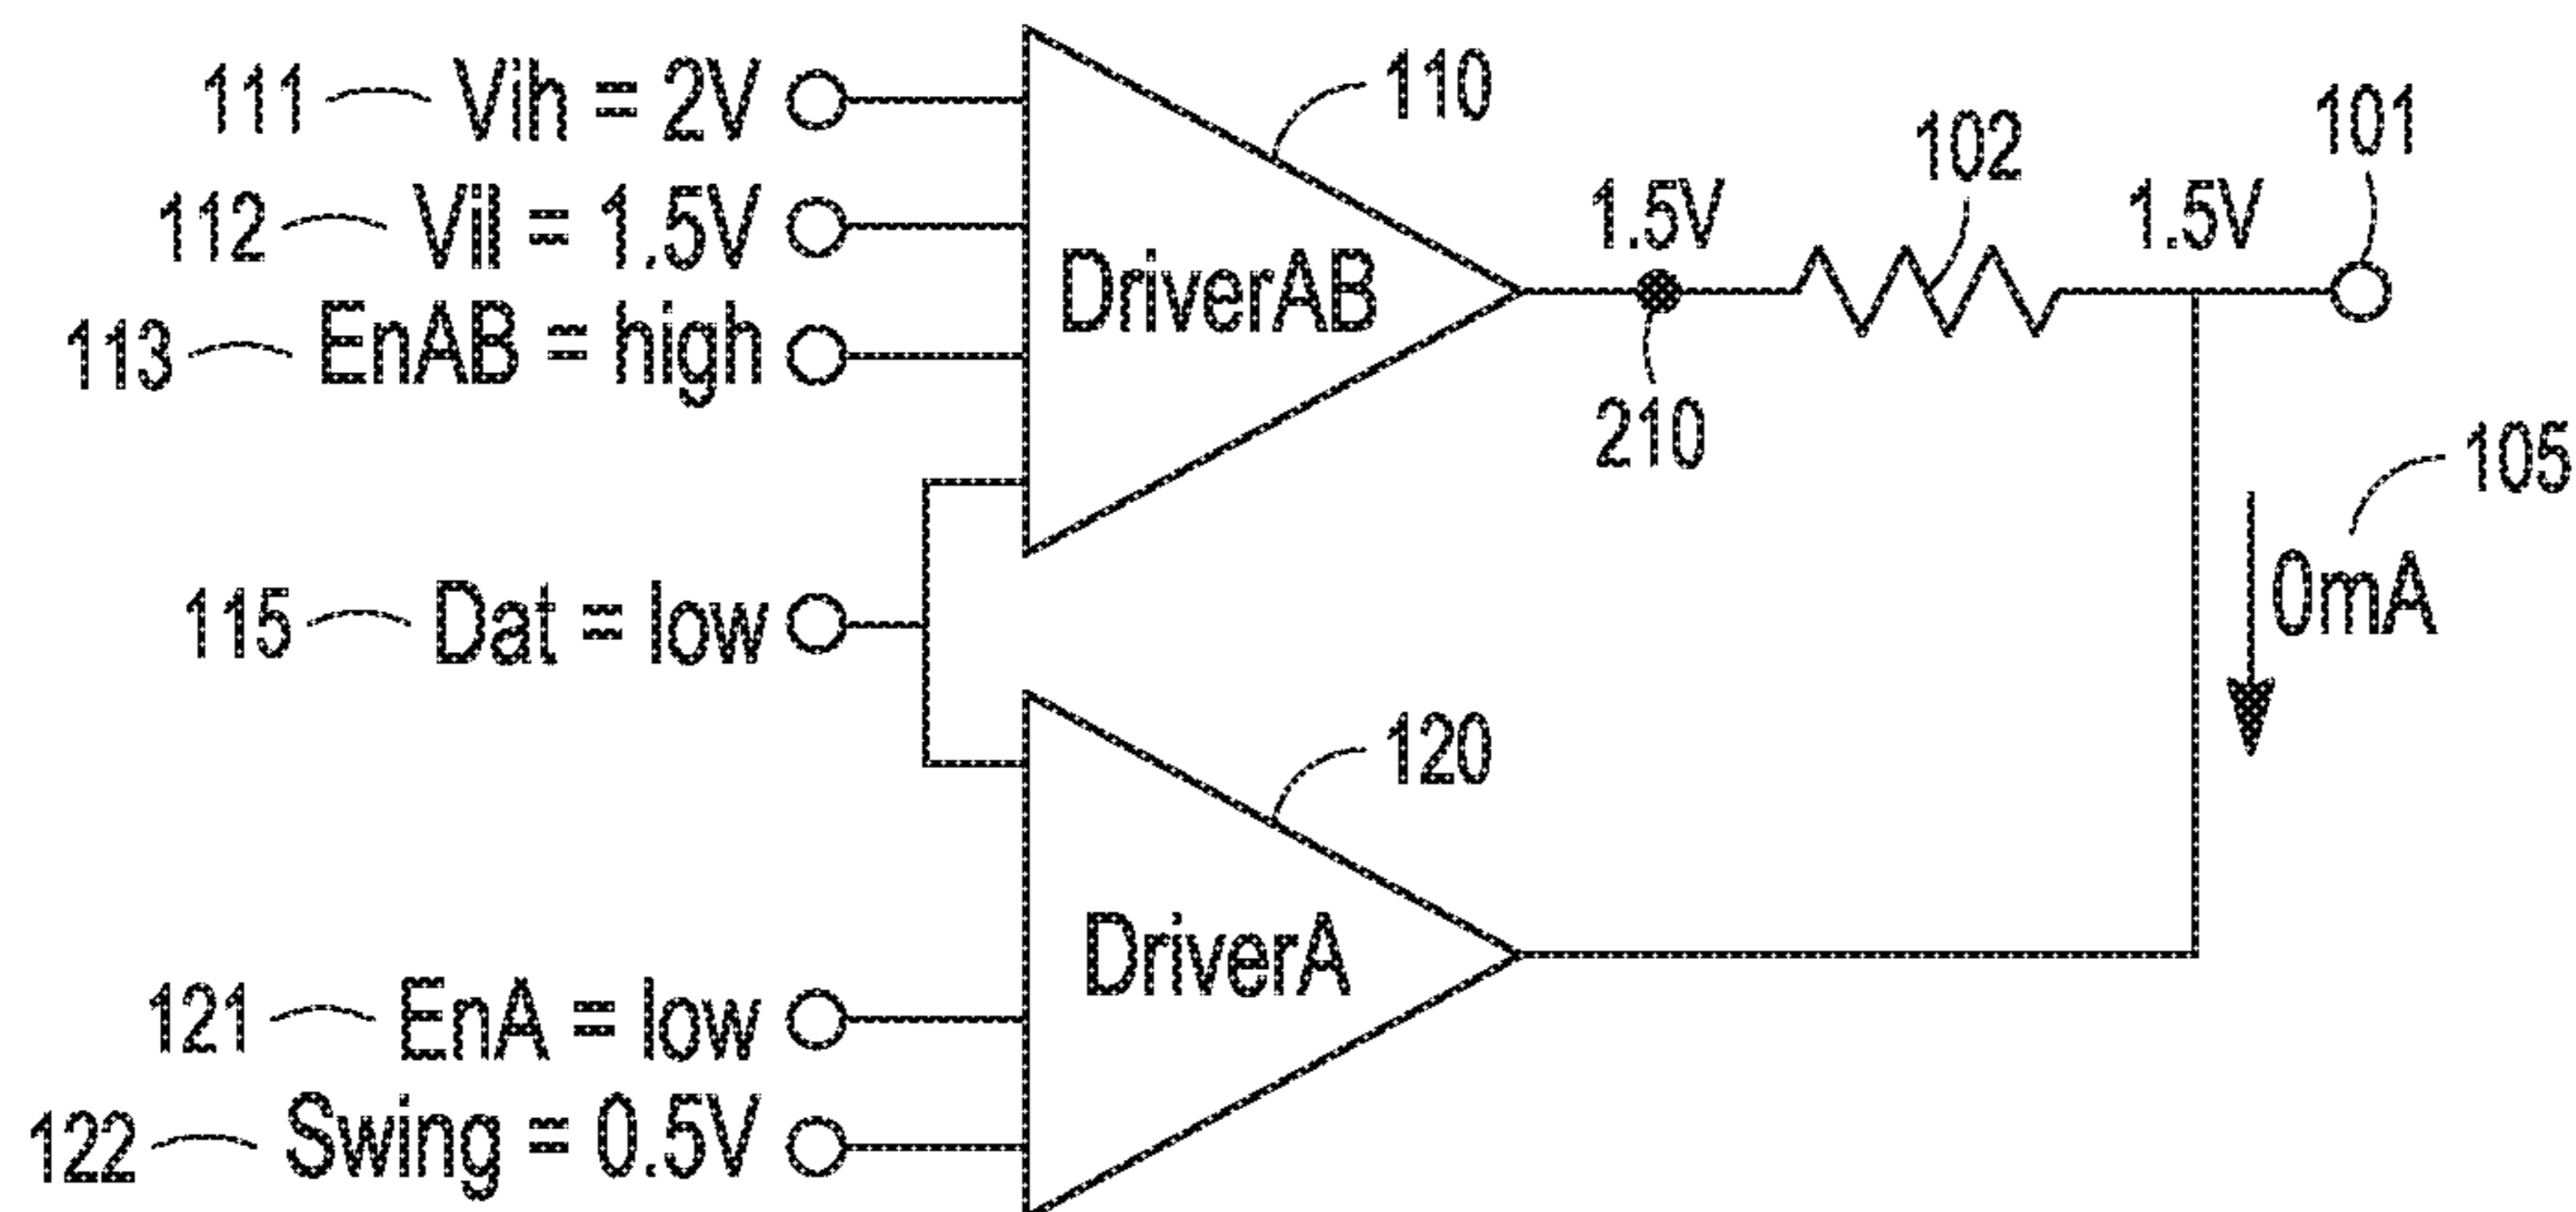 111 Vih = 2V
110
101
102
112 Vil = 1.5V
1.5V
1.5V
DriverAB
113 EnAB = high
210
105
0mA
115 Dat = low
120
DriverA
121 EnA = low
122 Swing = 0.5V